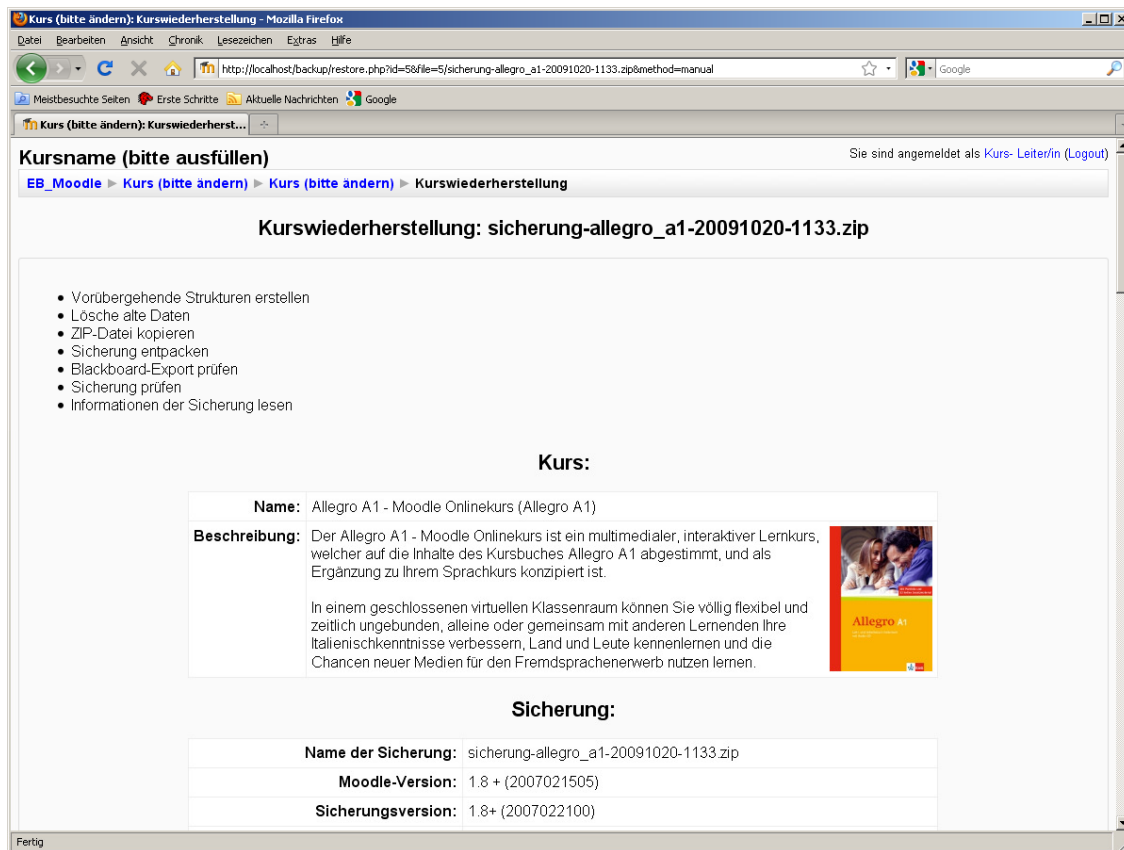 Kurs (bitte ändern): Kurswiederherstellung - Mozilla Firefox
Datei Bearbeiten Ansicht Chronik Lesezeichen Extras Hilfe
http://localhost/backup/restore.php?id=5&file=5/sicherung-allegro_a1-20091020-1133.zip&method=manual
Google
Meistbesuchte Seiten Erste Schritte Aktuelle Nachrichten Google
Kurs (bitte ändern): Kurswiederherst...
Kursname (bitte ausfüllen)
Sie sind angemeldet als Kurs- Leiter/in (Logout)
EB_Moodle ► Kurs (bitte ändern) ► Kurs (bitte ändern) ► Kurswiederherstellung
Kurswiederherstellung: sicherung-allegro_a1-20091020-1133.zip
• Vorübergehende Strukturen erstellen
• Lösche alte Daten
• ZIP-Datei kopieren
• Sicherung entpacken
• Blackboard-Export prüfen
• Sicherung prüfen
• Informationen der Sicherung lesen
Kurs:
Name: Allegro A1 - Moodle Onlinekurs (Allegro A1)
Beschreibung: Der Allegro A1 - Moodle Onlinekurs ist ein multimedialer, interaktiver Lernkurs,
welcher auf die Inhalte des Kursbuches Allegro A1 abgestimmt, und als
Ergänzung zu Ihrem Sprachkurs konzipiert ist.
In einem geschlossenen virtuellen Klassenraum können Sie völlig flexibel und
zeitlich ungebunden, alleine oder gemeinsam mit anderen Lernenden Ihre
Italienischkenntnisse verbessern, Land und Leute kennenlernen und die
Chancen neuer Medien für den Fremdsprachenerwerb nutzen lernen.
Allegro A1
Sicherung:
Name der Sicherung: sicherung-allegro_a1-20091020-1133.zip
Moodle-Version: 1.8 + (2007021505)
Sicherungsversion: 1.8+ (2007022100)
Fertig